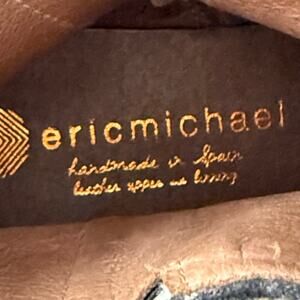 ericmichael
handmade in Spain
leather upper and lining